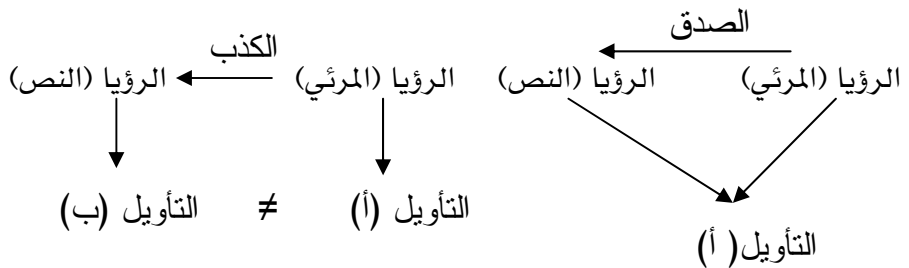 الصدق
الرؤيا (المرئي) الرؤيا (النص)
التأويل( أ)
الكذب
الرؤيا (المرئي) الرؤيا (النص)
التأويل (أ) ≠ التأويل (ب)